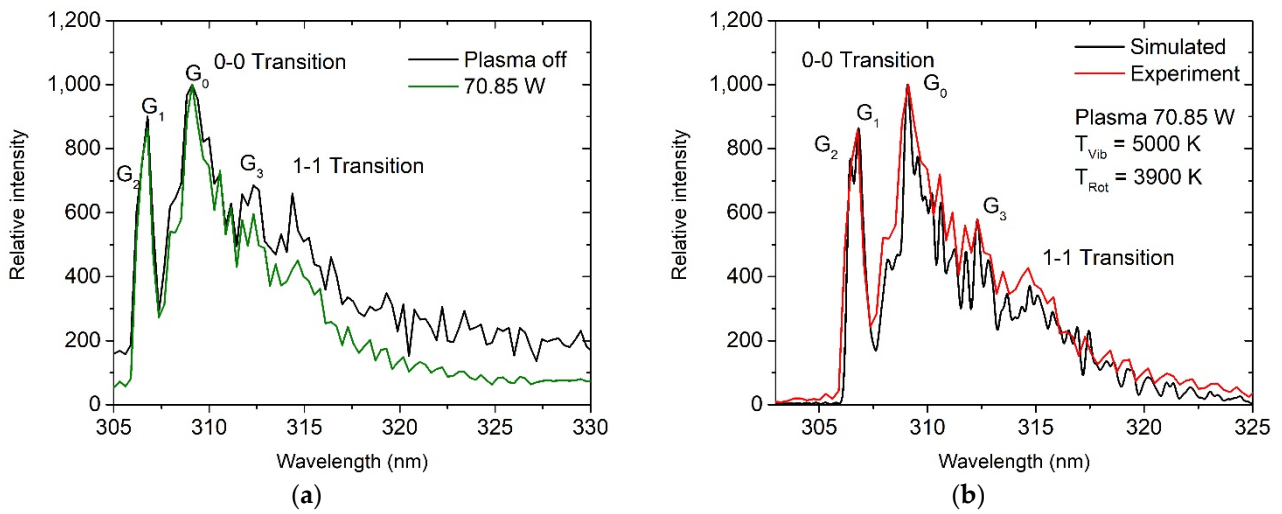 1,200
1,000
800
600
400
200
0
305
310
315
320
325
330
Relative intensity
Wavelength (nm)
0-0 Transition
G₀
G₁
G₂
G₃
1-1 Transition
Plasma off
70.85 W
(a)
1,200
1,000
800
600
400
200
0
305
310
315
320
325
Relative intensity
Wavelength (nm)
0-0 Transition
G₀
G₁
G₂
G₃
1-1 Transition
Simulated
Experiment
Plasma 70.85 W
T_Vib = 5000 K
T_Rot = 3900 K
(b)